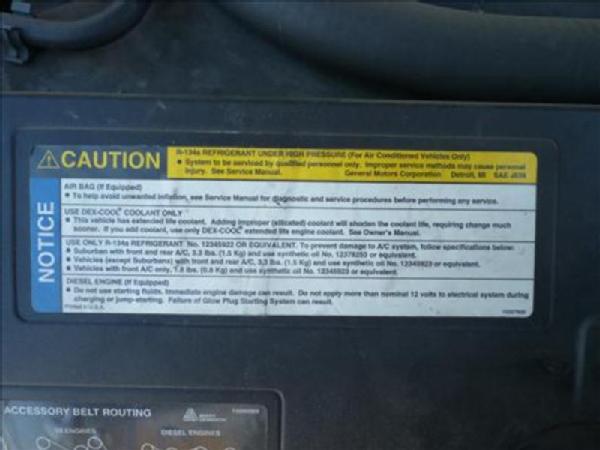 ⚠CAUTION
R-134a REFRIGERANT UNDER HIGH PRESSURE (For Air Conditioned Vehicles Only)
• System to be serviced by qualified personnel only. Improper service methods may cause personal
injury. See Service Manual. General Motors Corporation Detroit, MI SAE J639
NOTICE
AIR BAG (If Equipped)
• To help avoid unwanted inflation, see Service Manual for diagnostic and service procedures before performing any service.
USE DEX-COOL® COOLANT ONLY
• This vehicle has extended life coolant. Adding improper (silicated) coolant will shorten the coolant life, requiring change much
sooner. If you add coolant, use only DEX-COOL® extended life engine coolant. See Owner's Manual.
USE ONLY R-134a REFRIGERANT No. 12345922 OR EQUIVALENT. To prevent damage to A/C system, follow specifications below:
• Suburban with front and rear A/C, 3.3 lbs. (1.5 Kg) and use synthetic oil No. 12378253 or equivalent.
• Vehicles (except Suburbans) with front and rear A/C, 3.3 lbs. (1.5 Kg) and use synthetic oil No. 12345923 or equivalent.
• Vehicles with front A/C only, 1.8 lbs. (0.8 Kg) and use synthetic oil No. 12345923 or equivalent.
DIESEL ENGINE (If Equipped)
• Do not use starting fluids. Immediate engine damage can result. Do not apply more than nominal 12 volts to electrical system during
charging or jump-starting. Failure of Glow Plug Starting System can result.
Printed in U.S.A.
ACCESSORY BELT ROUTING
V8 ENGINES DIESEL ENGINES